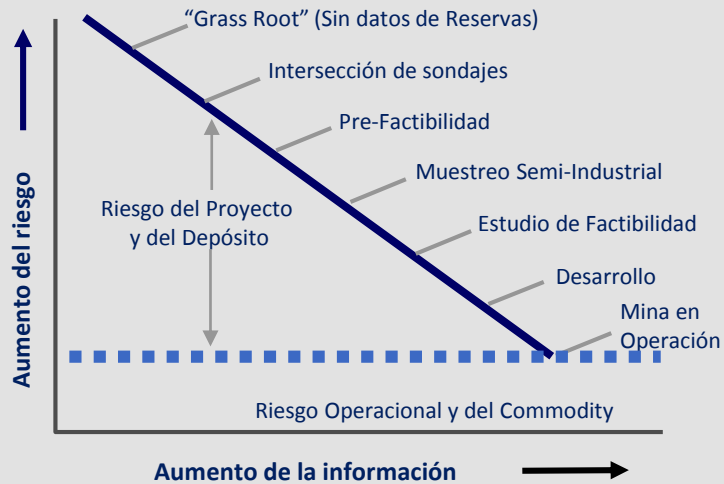 “Grass Root” (Sin datos de Reservas)
Intersección de sondajes
Pre-Factibilidad
Muestreo Semi-Industrial
Riesgo del Proyecto
y del Depósito
Estudio de Factibilidad
Desarrollo
Mina en
Operación
Riesgo Operacional y del Commodity
Aumento del riesgo
Aumento de la información